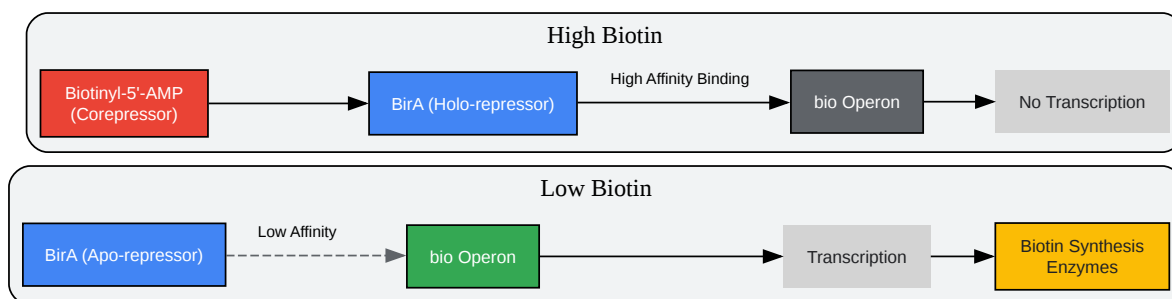 High Biotin
Biotinyl-5'-AMP
(Corepressor)
BirA (Holo-repressor)
High Affinity Binding
bio Operon
No Transcription
Low Biotin
BirA (Apo-repressor)
Low Affinity
bio Operon
Transcription
Biotin Synthesis
Enzymes